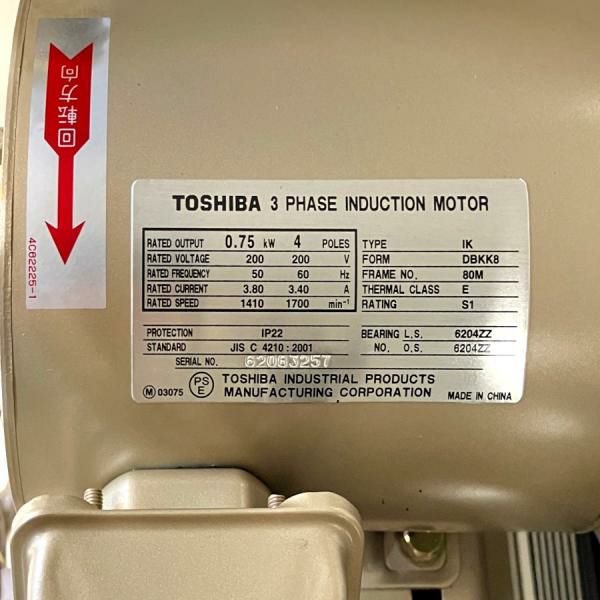 回転方向
4C62225-1
TOSHIBA 3 PHASE INDUCTION MOTOR
RATED OUTPUT 0.75 kW 4 POLES
RATED VOLTAGE 200 200 V
RATED FREQUENCY 50 60 Hz
RATED CURRENT 3.80 3.40 A
RATED SPEED 1410 1700 min⁻¹
TYPE IK
FORM DBKK8
FRAME NO. 80M
THERMAL CLASS E
RATING S1
PROTECTION IP22
STANDARD JIS C 4210 : 2001
SERIAL NO. 62063257
BEARING L.S. 6204ZZ
NO. O.S. 6204ZZ
M 03075 PS E TOSHIBA INDUSTRIAL PRODUCTS
MANUFACTURING CORPORATION MADE IN CHINA